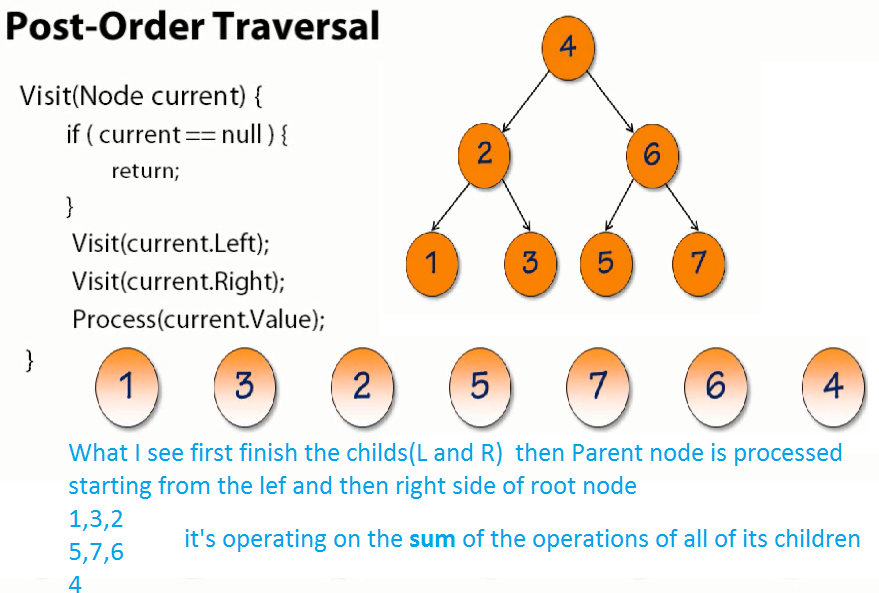 Post-Order Traversal
Visit(Node current) {
if ( current == null ) {
return;
}
Visit(current.Left);
Visit(current.Right);
Process(current.Value);
}
4
2
6
1
3
5
7
1 3 2 5 7 6 4
What I see first finish the childs(L and R) then Parent node is processed
starting from the lef and then right side of root node
1,3,2
5,7,6
4
it's operating on the sum of the operations of all of its children